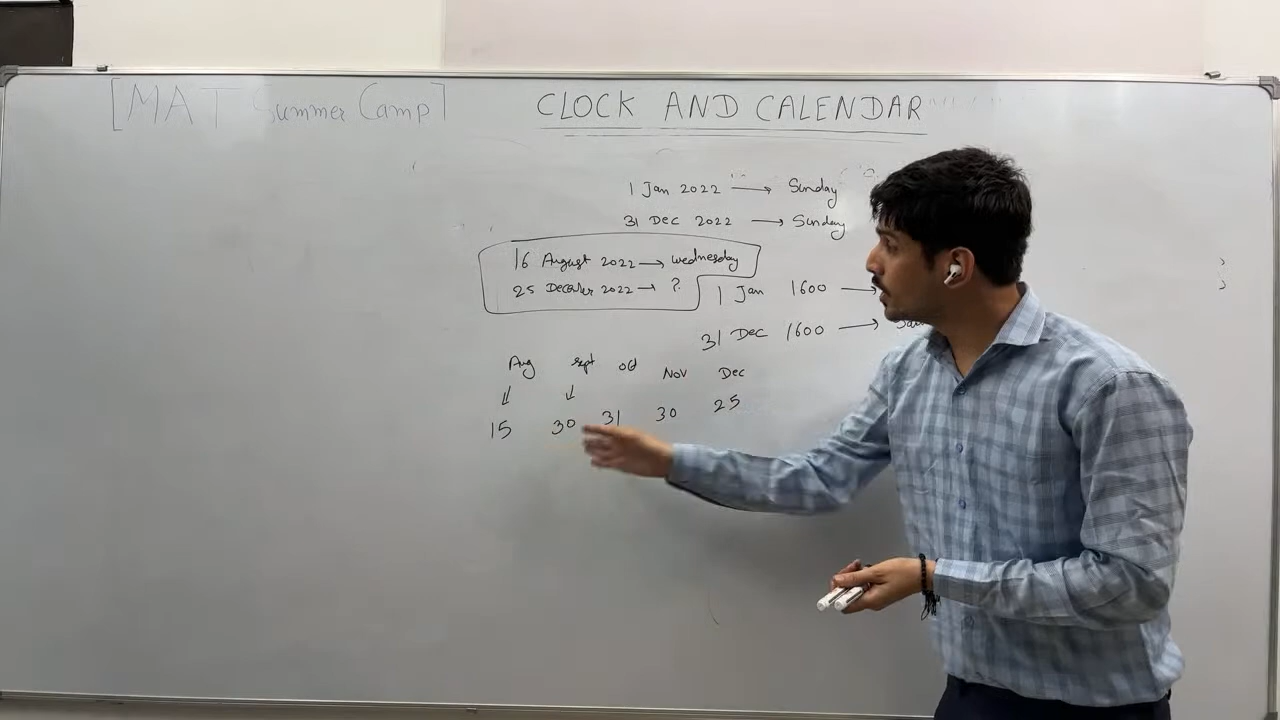 [MAT Summer Camp]
CLOCK AND CALENDAR
1 Jan 2022 → Sunday
31 Dec 2022 → Sunday
16 August 2022 → wednesday
25 December 2022 → ?
1 Jan 1600 →
31 Dec 1600 →
Aug sept oct Nov Dec
15 30 31 30 25